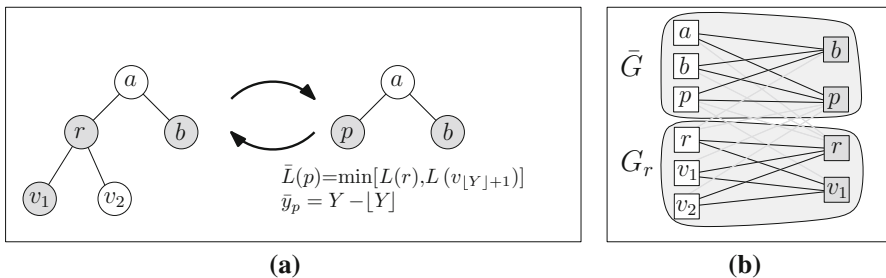 a
r
b
v₁
v₂
a
p
b
L̄(p)=min[L(r),L(v⌊Y⌋+1)]
ȳₚ = Y −⌊Y⌋
(a)
Ḡ
a
b
p
b
p
Gᵣ
r
v₁
v₂
r
v₁
(b)